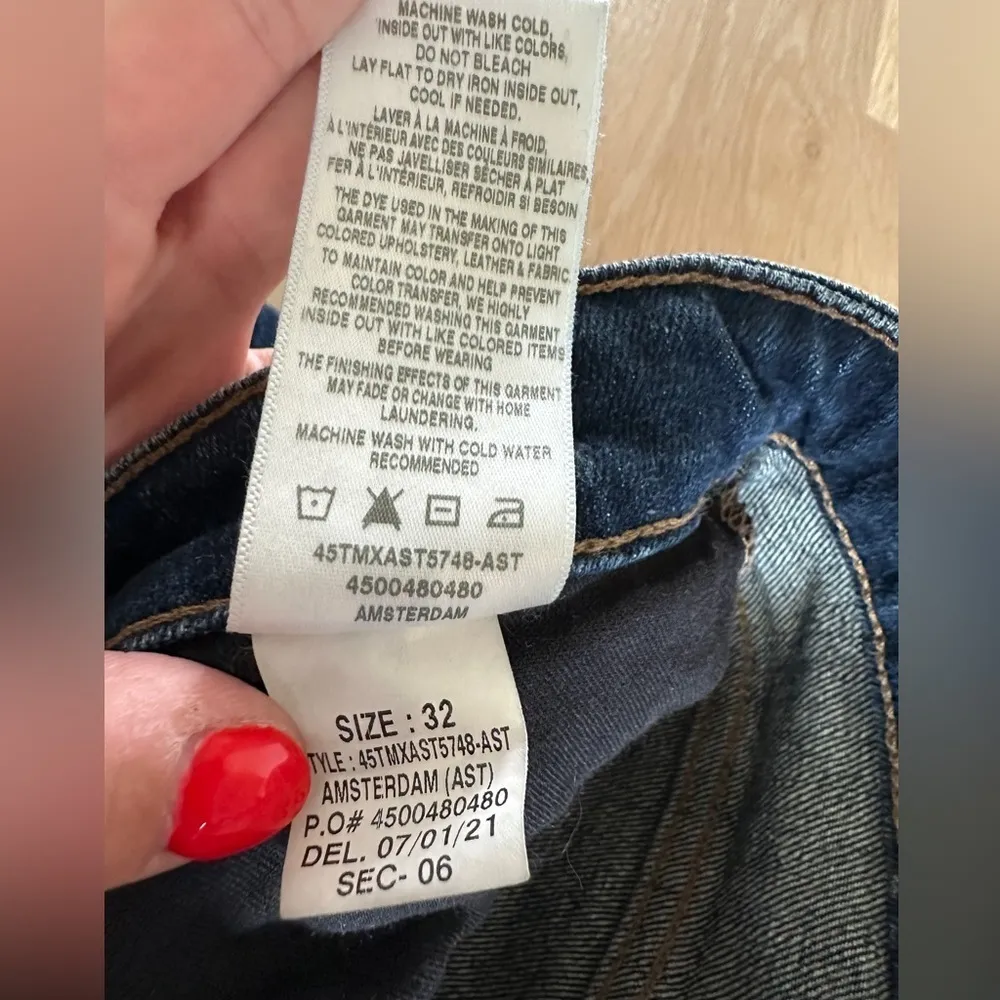 MACHINE WASH COLD,
INSIDE OUT WITH LIKE COLORS,
DO NOT BLEACH
LAY FLAT TO DRY IRON INSIDE OUT,
COOL IF NEEDED.
LAVER À LA MACHINE À FROID,
À L'INTÉRIEUR AVEC DES COULEURS SIMILAIRES,
NE PAS JAVELLISER SÉCHER À PLAT
FER À L'INTÉRIEUR, REFROIDIR SI BESOIN
THE DYE USED IN THE MAKING OF THIS
GARMENT MAY TRANSFER ONTO LIGHT
COLORED UPHOLSTERY, LEATHER & FABRIC
TO MAINTAIN COLOR AND HELP PREVENT
COLOR TRANSFER, WE HIGHLY
RECOMMENDED WASHING THIS GARMENT
INSIDE OUT WITH LIKE COLORED ITEMS
BEFORE WEARING
THE FINISHING EFFECTS OF THIS GARMENT
MAY FADE OR CHANGE WITH HOME
LAUNDERING.
MACHINE WASH WITH COLD WATER
RECOMMENDED
45TMXAST5748-AST
4500480480
AMSTERDAM
SIZE : 32
TYLE : 45TMXAST5748-AST
AMSTERDAM (AST)
P.O# 4500480480
DEL. 07/01/21
SEC- 06